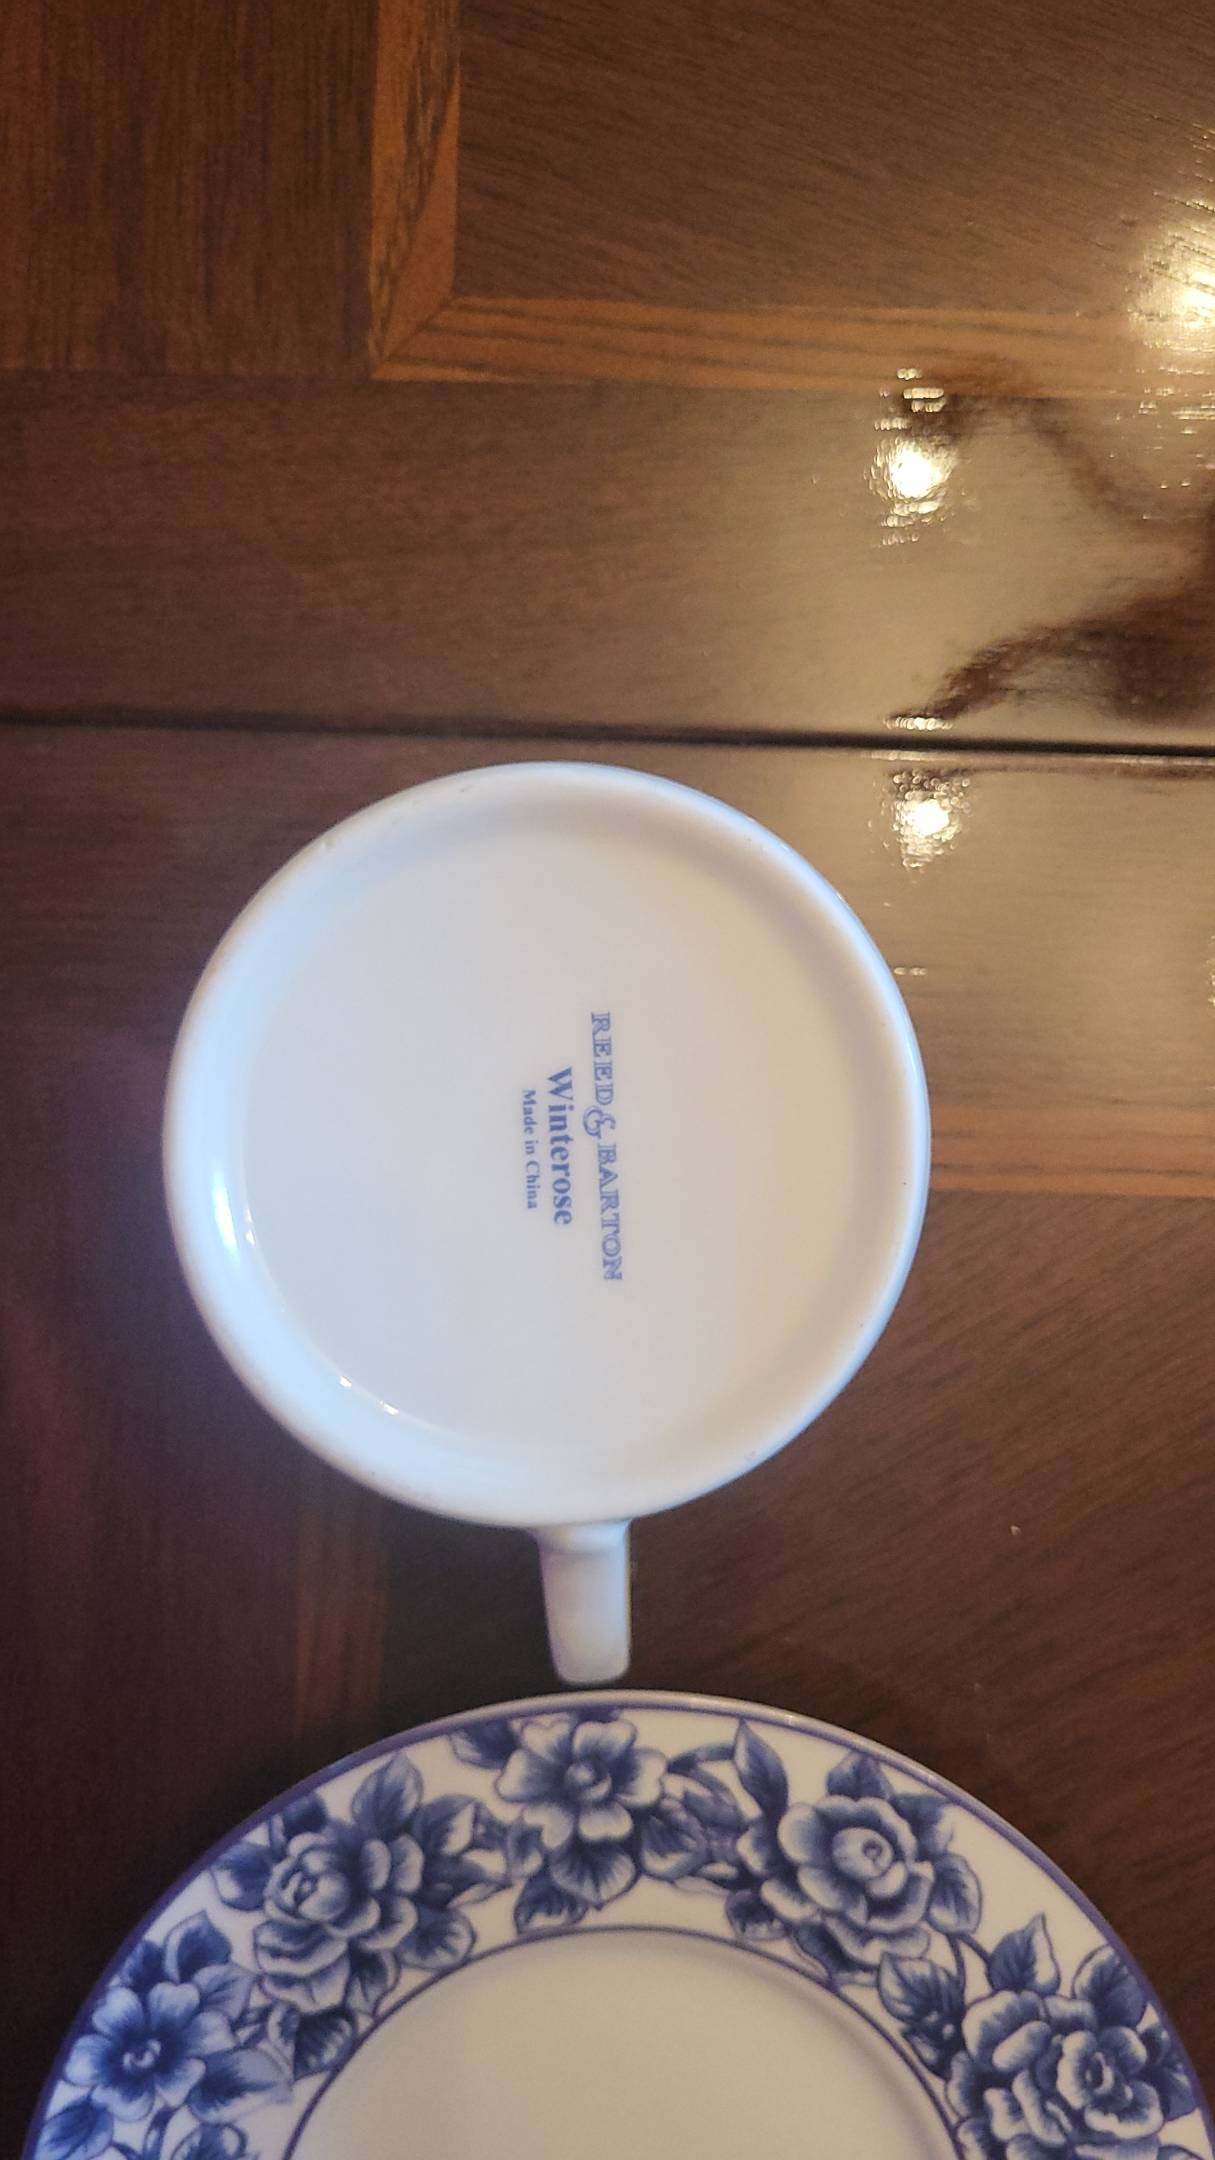 REED & BARTON
Winterose
Made in China